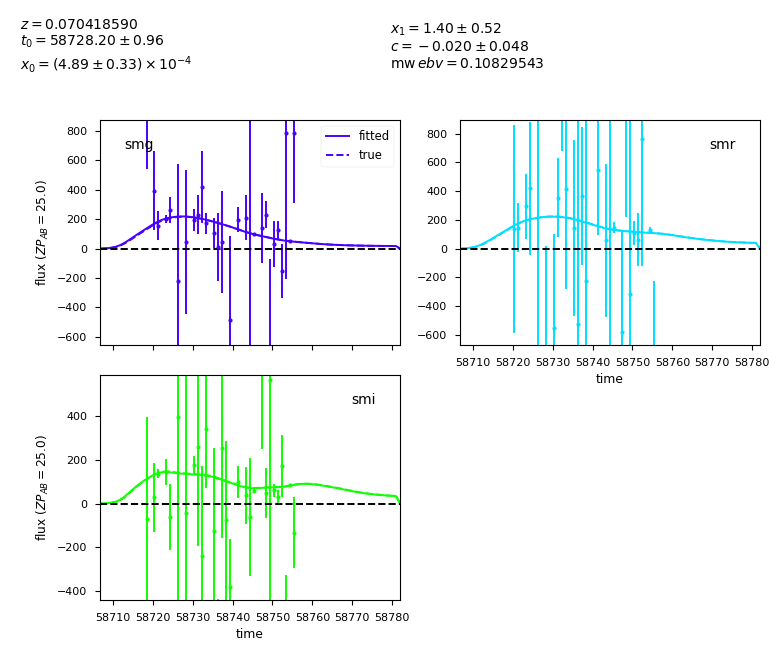 z = 0.070418590
t₀ = 58728.20 ± 0.96
x₀ = (4.89 ± 0.33) × 10⁻⁴
x₁ = 1.40 ± 0.52
c = −0.020 ± 0.048
mw ebv = 0.10829543
smg
fitted
true
800
600
400
200
0
−200
−400
−600
flux (ZP_AB = 25.0)
smr
800
600
400
200
0
−200
−400
−600
58710 58720 58730 58740 58750 58760 58770 58780
time
smi
400
200
0
−200
−400
flux (ZP_AB = 25.0)
58710 58720 58730 58740 58750 58760 58770 58780
time